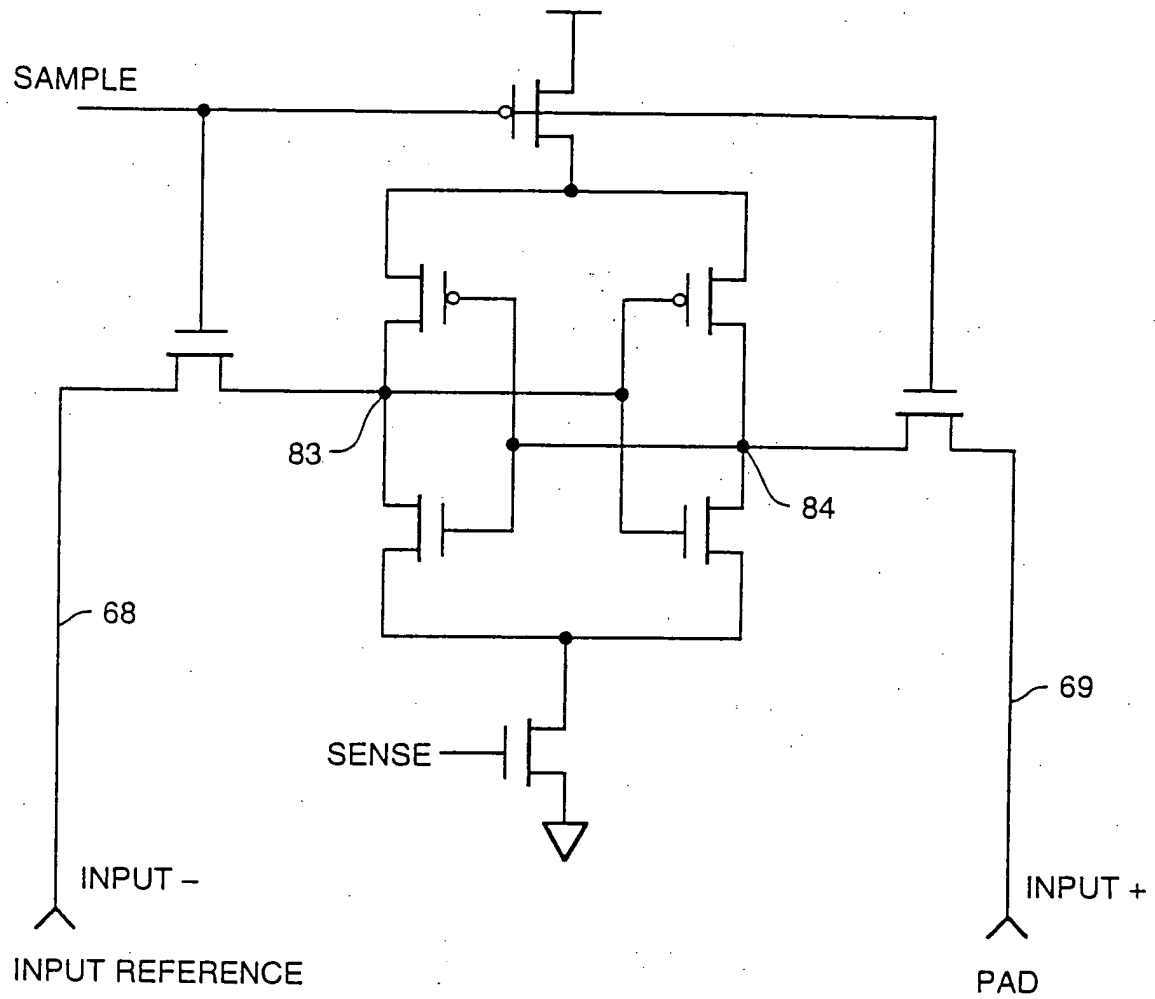 SAMPLE
83
84
68
69
SENSE
INPUT –
INPUT +
INPUT REFERENCE
PAD